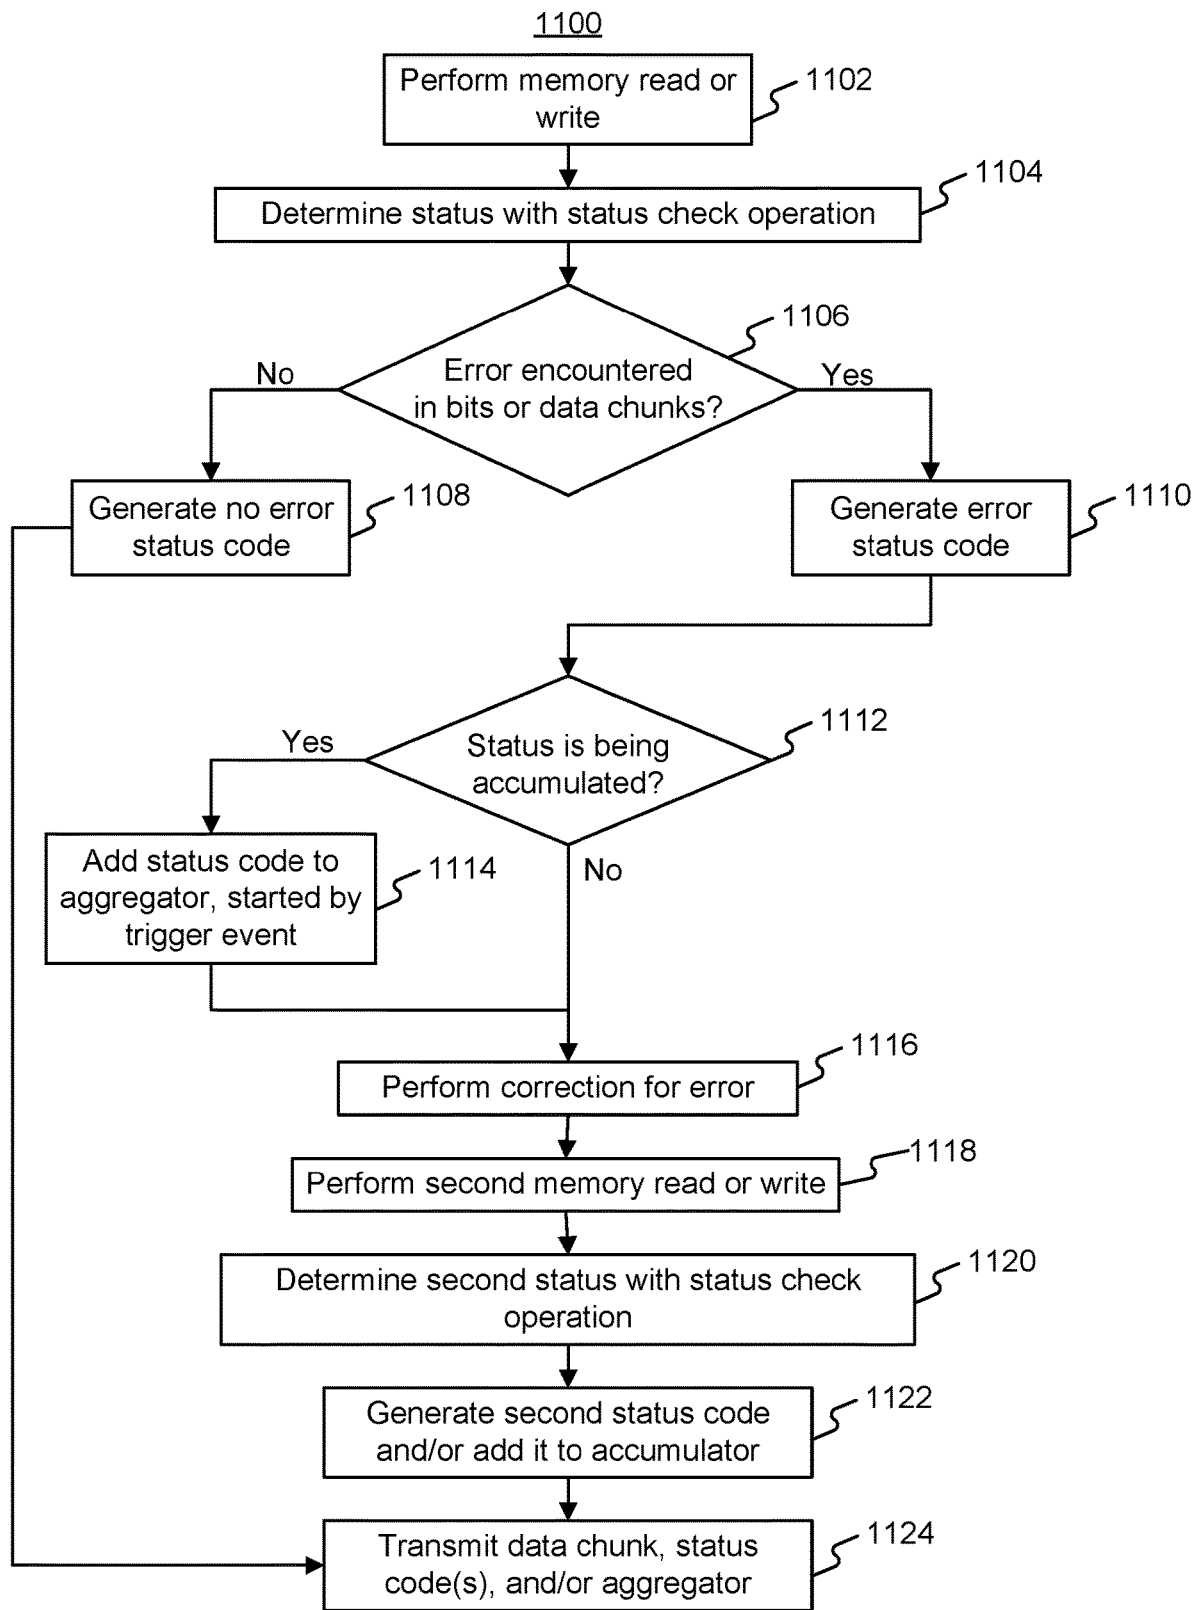 1100
Perform memory read or
write
1102
Determine status with status check operation
1104
Error encountered
in bits or data chunks?
1106
No
Yes
Generate no error
status code
1108
Generate error
status code
1110
Status is being
accumulated?
1112
Yes
No
Add status code to
aggregator, started by
trigger event
1114
Perform correction for error
1116
Perform second memory read or write
1118
Determine second status with status check
operation
1120
Generate second status code
and/or add it to accumulator
1122
Transmit data chunk, status
code(s), and/or aggregator
1124